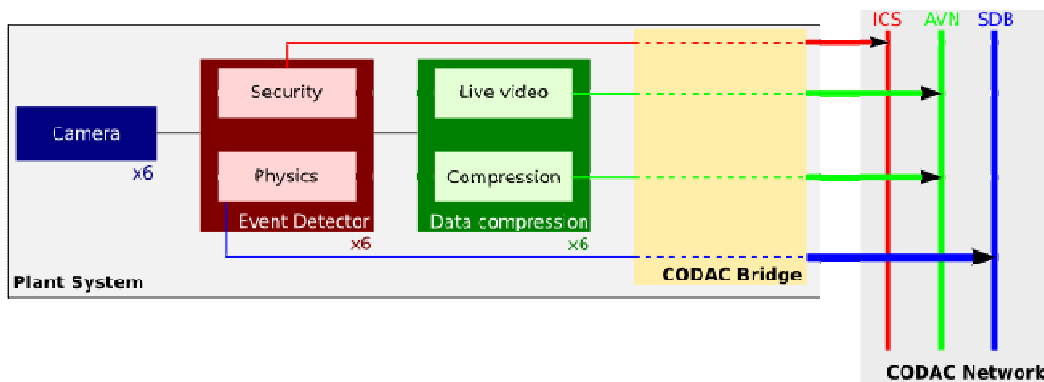 ICS AVN SDB
Security
Live video
Camera
x6
Physics
Compression
Event Detector
Data compression
x6
x6
CODAC Bridge
Plant System
CODAC Network